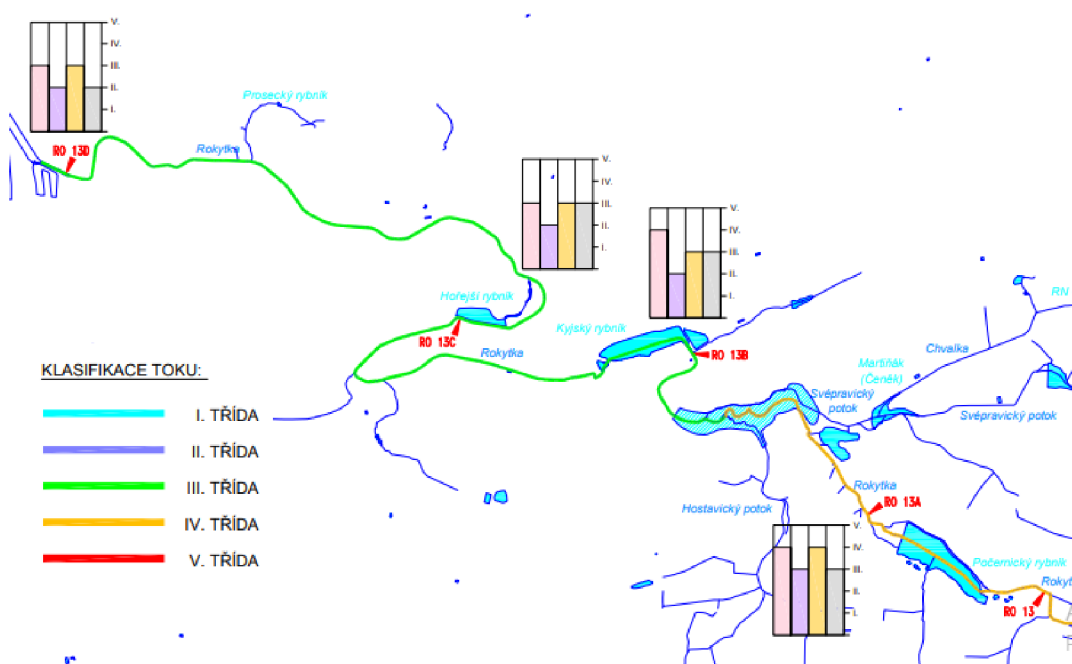 V.
IV.
III.
II.
I.
Prosecký rybník
RO 13D
Rokytka
V.
IV.
III.
II.
I.
V.
IV.
III.
II.
I.
Hořejší rybník
RO 13C
Kyjský rybník
RO 13B
Rokytka
RN
Chvalka
Martiňák
(Čeněk)
Svépravický
potok
Svépravický potok
KLASIFIKACE TOKU:
I. TŘÍDA
II. TŘÍDA
III. TŘÍDA
IV. TŘÍDA
V. TŘÍDA
Rokytka
RO 13A
Hostavický potok
V.
IV.
III.
II.
I.
Počernický rybník
Rokyt
RO 13